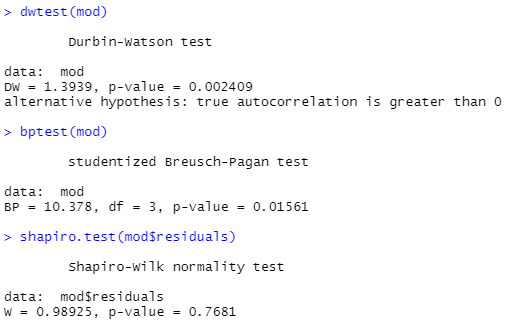 > dwtest(mod)
Durbin-Watson test
data: mod
DW = 1.3939, p-value = 0.002409
alternative hypothesis: true autocorrelation is greater than 0
> bptest(mod)
studentized Breusch-Pagan test
data: mod
BP = 10.378, df = 3, p-value = 0.01561
> shapiro.test(mod$residuals)
Shapiro-Wilk normality test
data: mod$residuals
W = 0.98925, p-value = 0.7681